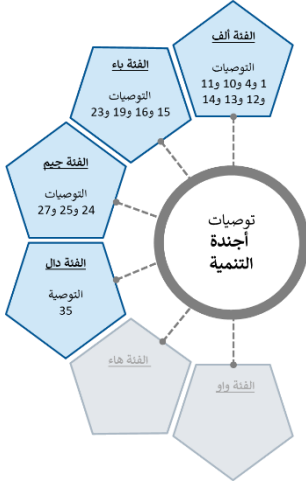 الفئة ألف
التوصيات
1 و4 و10 و11
و12 و13 و14
الفئة باء
التوصيات
15 و16 و19 و23
الفئة جيم
التوصيات
24 و25 و27
الفئة دال
التوصية
35
الفئة هاء
الفئة واو
توصيات
أجندة
التنمية